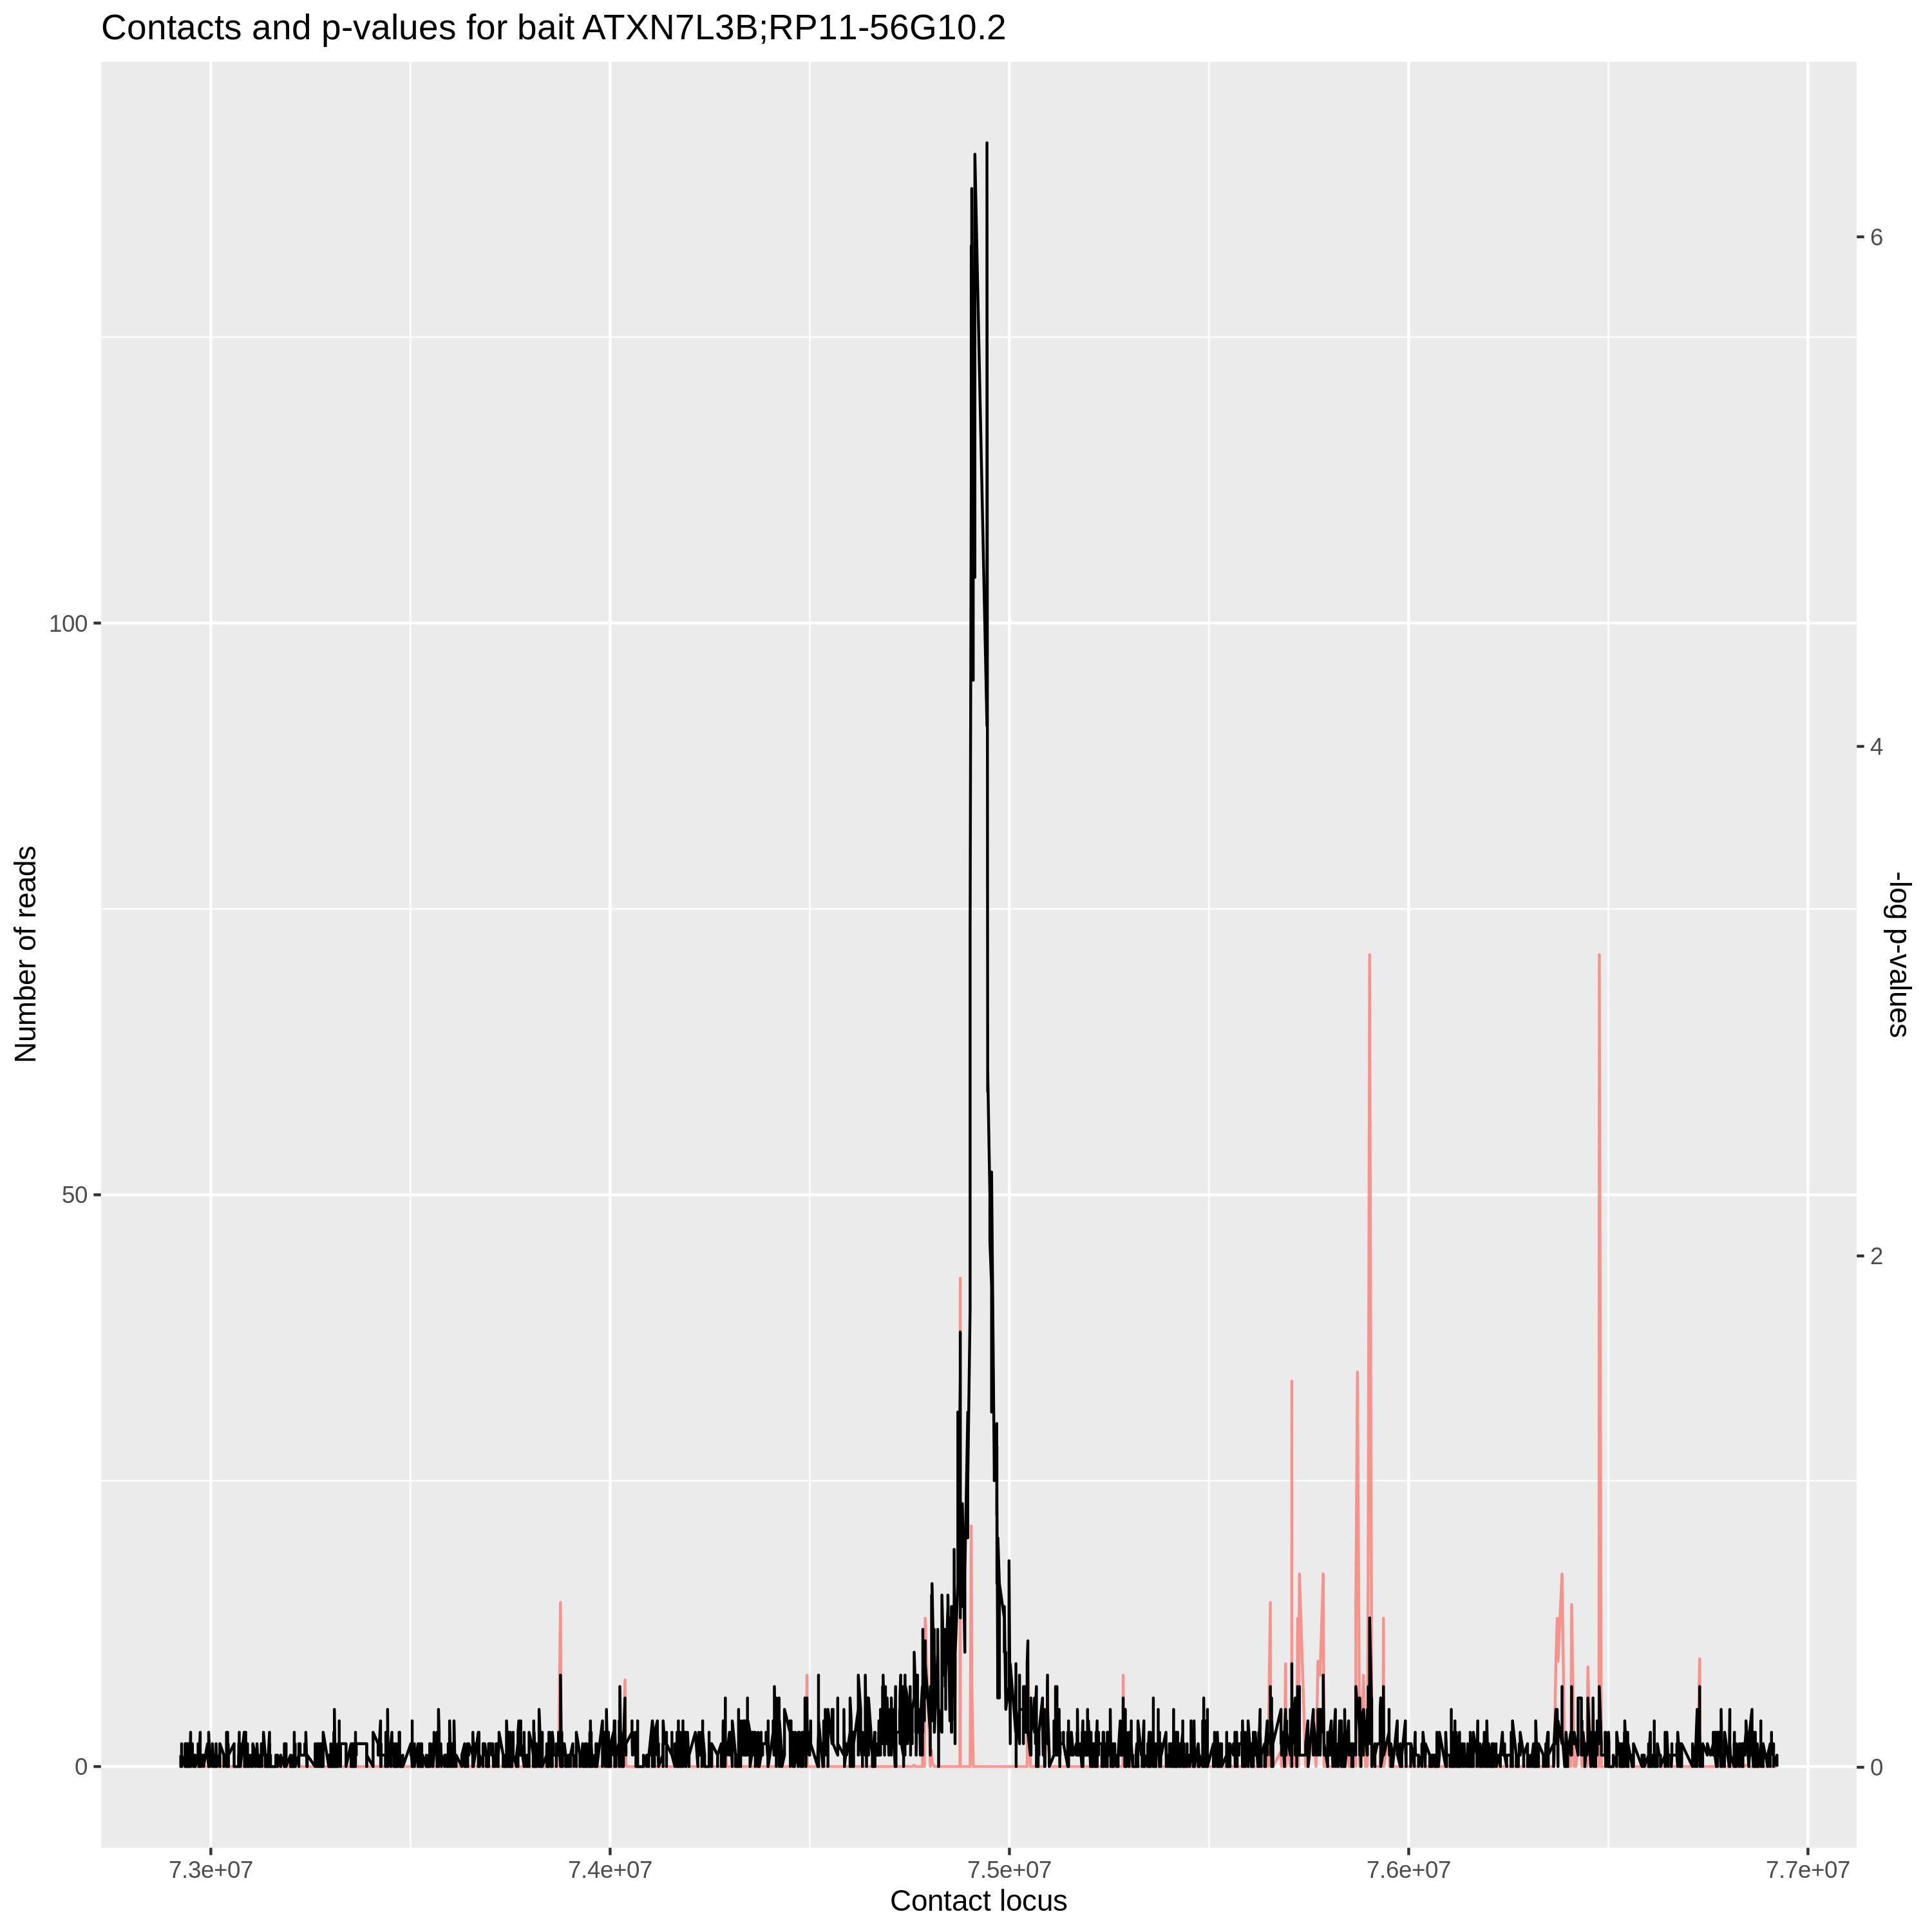 Contacts and p-values for bait ATXN7L3B;RP11-56G10.2
Number of reads
100
50
0
6
4
2
0
-log p-values
7.3e+07
7.4e+07
7.5e+07
7.6e+07
7.7e+07
Contact locus